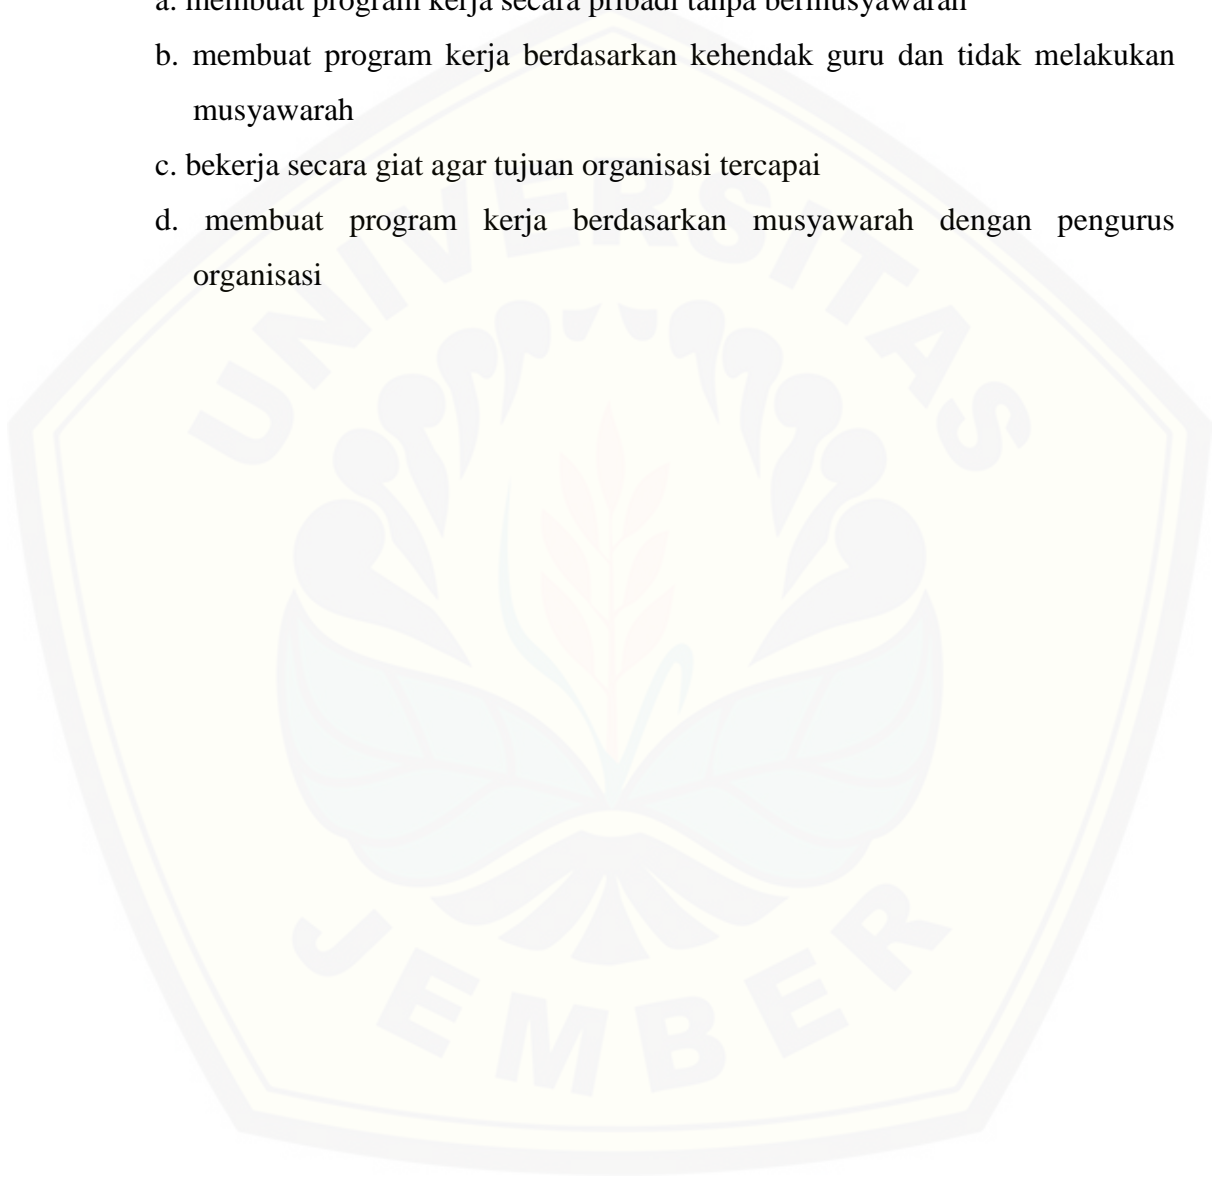 a. membuat program kerja secara pribadi tanpa bermusyawarah
b. membuat program kerja berdasarkan kehendak guru dan tidak melakukan
musyawarah
c. bekerja secara giat agar tujuan organisasi tercapai
d. membuat program kerja berdasarkan musyawarah dengan pengurus
organisasi
UNIVERSITAS
JEMBER